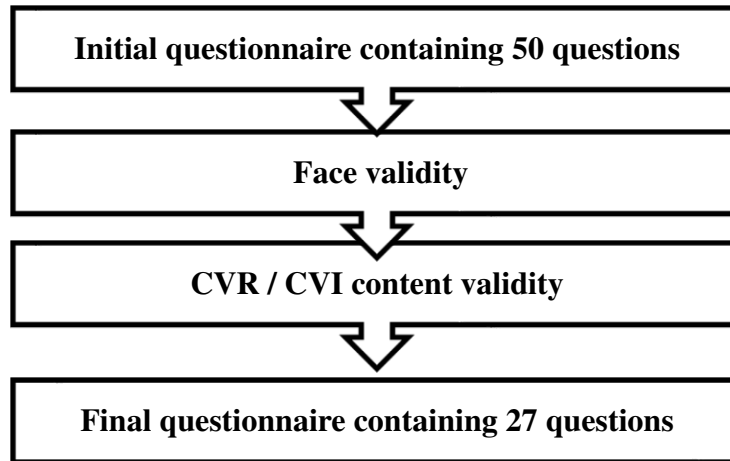 Initial questionnaire containing 50 questions
Face validity
CVR / CVI content validity
Final questionnaire containing 27 questions